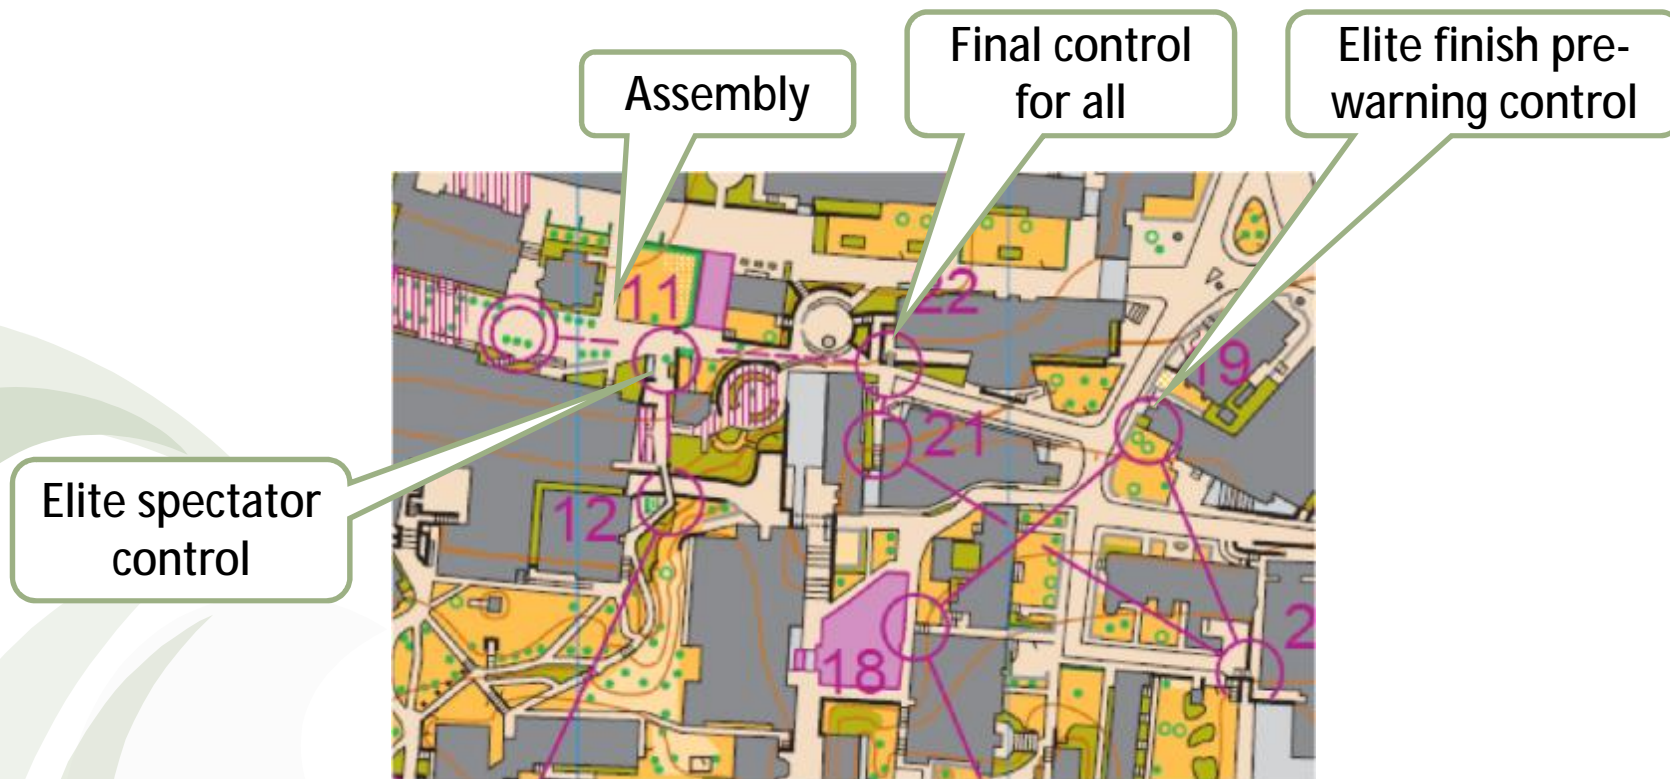 Assembly
Final control
for all
Elite finish pre-
warning control
Elite spectator
control
11
22
19
21
12
18
2